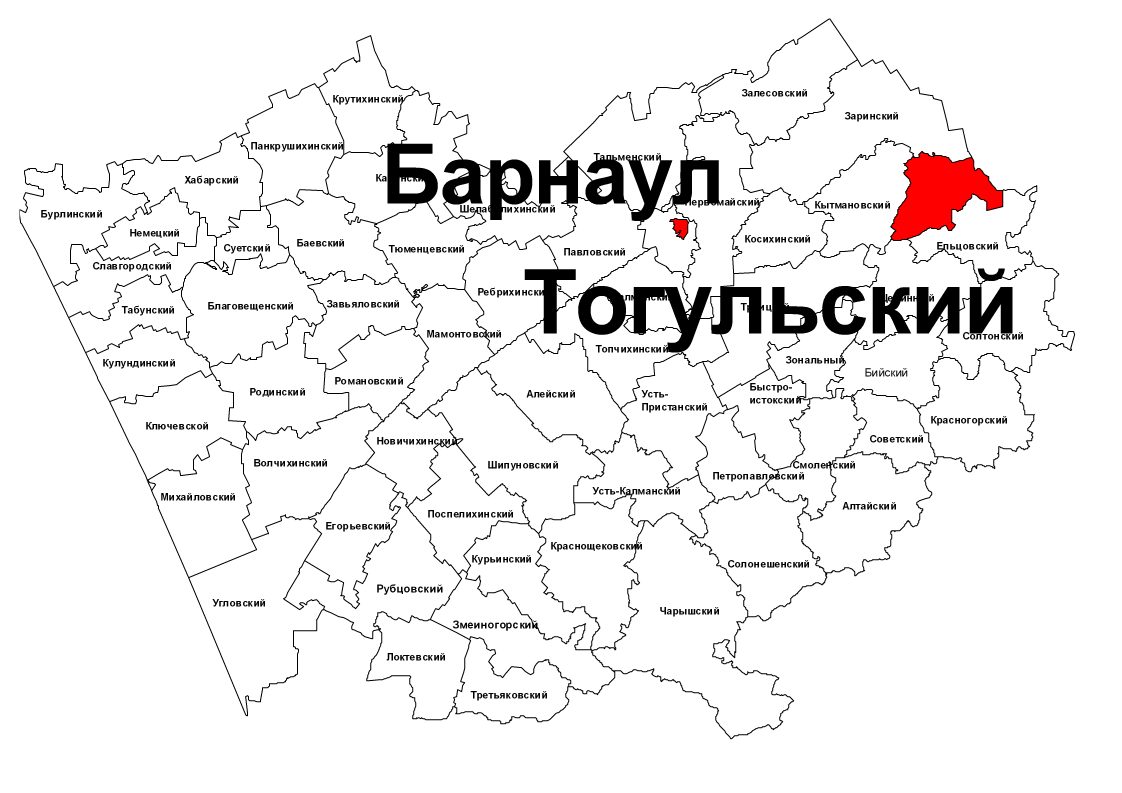 Залесовский
Крутихинский
Заринский
Панкрушихинский
Тальменский
Барнаул
Хабарский
Первомайский
Кытмановский
Бурлинский
Шелаболихинский
Немецкий
Косихинский
Баевский
Суетский
Тюменцевский
Павловский
Ельцовский
Славгородский
Ребрихинский
Тогульский
Табунский
Благовещенский
Завьяловский
Мамонтовский
Солтонский
Топчихинский
Кулундинский
Зональный
Бийский
Романовский
Родинский
Алейский
Усть-
Пристанский
Быстро-
истокский
Красногорский
Ключевской
Новичихинский
Советский
Волчихинский
Шипуновский
Смоленский
Петропавловский
Михайловский
Усть-Калманский
Алтайский
Поспелихинский
Егорьевский
Краснощековский
Курьинский
Солонешенский
Рубцовский
Угловский
Чарышский
Змеиногорский
Локтевский
Третьяковский